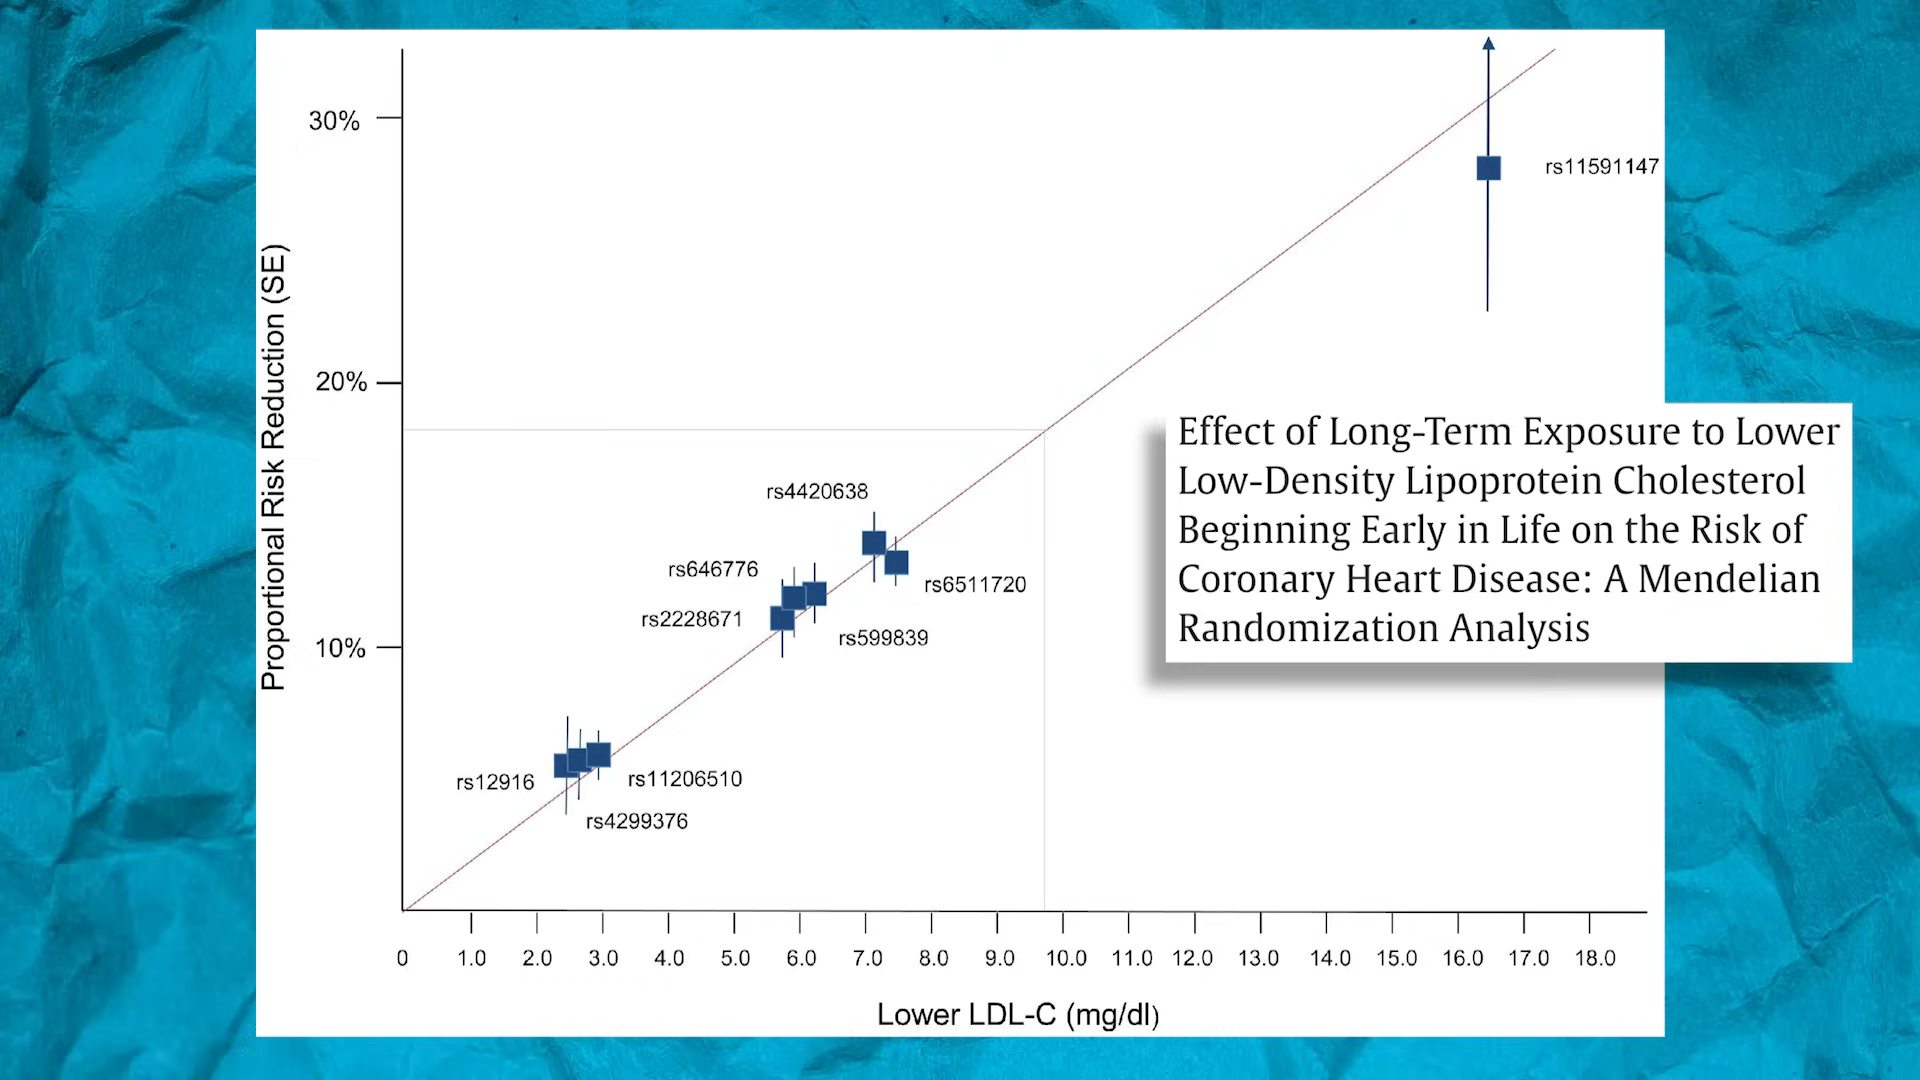 30%
20%
10%
Proportional Risk Reduction (SE)
rs11591147
rs4420638
rs646776
rs6511720
rs2228671
rs599839
rs12916
rs11206510
rs4299376
0 1.0 2.0 3.0 4.0 5.0 6.0 7.0 8.0 9.0 10.0 11.0 12.0 13.0 14.0 15.0 16.0 17.0 18.0
Lower LDL-C (mg/dl)
Effect of Long-Term Exposure to Lower
Low-Density Lipoprotein Cholesterol
Beginning Early in Life on the Risk of
Coronary Heart Disease: A Mendelian
Randomization Analysis